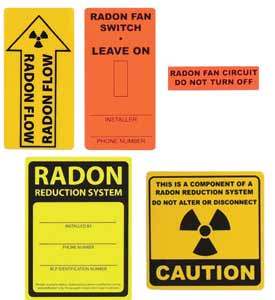 RADON FLOW
RADON FLOW
RADON FAN
SWITCH
•
LEAVE ON
INSTALLER
PHONE NUMBER
RADON FAN CIRCUIT
DO NOT TURN OFF
RADON
REDUCTION SYSTEM
INSTALLED BY
PHONE NUMBER
IDENTIFICATION NUMBER
THIS IS A COMPONENT OF A
RADON REDUCTION SYSTEM
DO NOT ALTER OR DISCONNECT
CAUTION